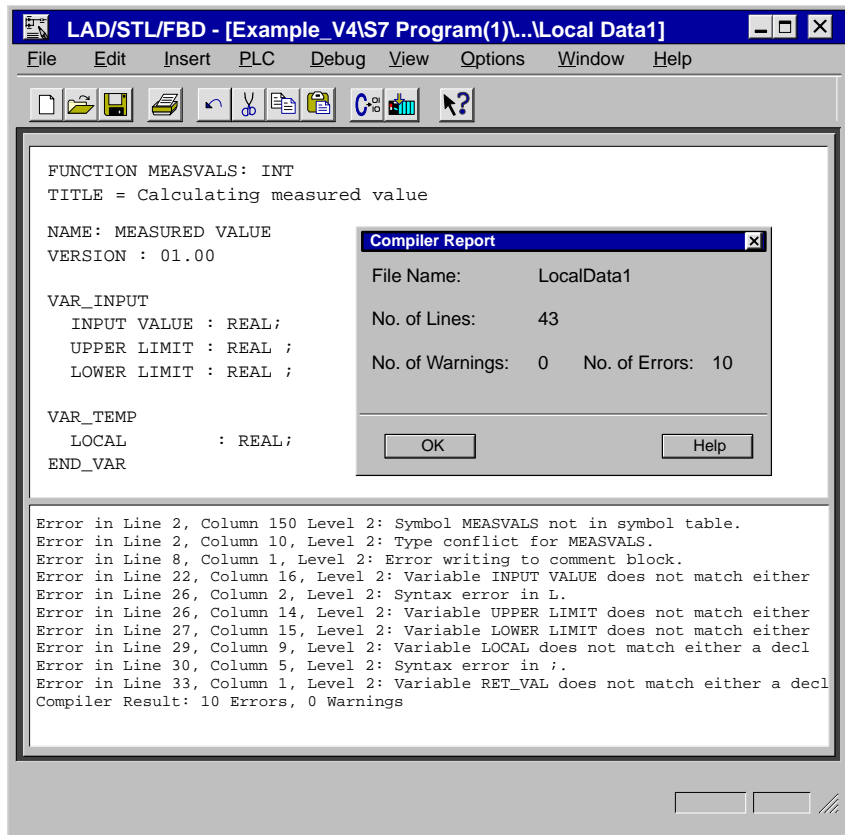 LAD/STL/FBD - [Example_V4\S7 Program(1)\...\Local Data1]
File Edit Insert PLC Debug View Options Window Help
FUNCTION MEASVALS: INT
TITLE = Calculating measured value
NAME: MEASURED VALUE
VERSION : 01.00
VAR_INPUT
INPUT VALUE : REAL;
UPPER LIMIT : REAL ;
LOWER LIMIT : REAL ;
VAR_TEMP
LOCAL : REAL;
END_VAR
Compiler Report
File Name: LocalData1
No. of Lines: 43
No. of Warnings: 0 No. of Errors: 10
OK Help
Error in Line 2, Column 150 Level 2: Symbol MEASVALS not in symbol table.
Error in Line 2, Column 10, Level 2: Type conflict for MEASVALS.
Error in Line 8, Column 1, Level 2: Error writing to comment block.
Error in Line 22, Column 16, Level 2: Variable INPUT VALUE does not match either
Error in Line 26, Column 2, Level 2: Syntax error in L.
Error in Line 26, Column 14, Level 2: Variable UPPER LIMIT does not match either
Error in Line 27, Column 15, Level 2: Variable LOWER LIMIT does not match either
Error in Line 29, Column 9, Level 2: Variable LOCAL does not match either a decl
Error in Line 30, Column 5, Level 2: Syntax error in ;.
Error in Line 33, Column 1, Level 2: Variable RET_VAL does not match either a decl
Compiler Result: 10 Errors, 0 Warnings